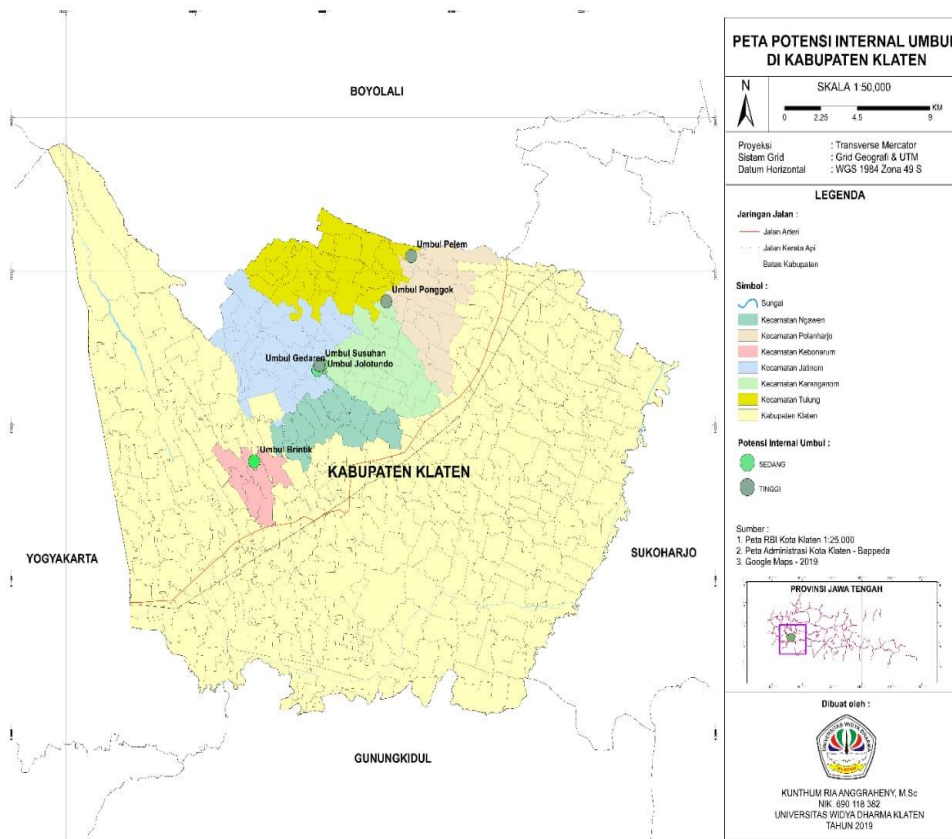 PETA POTENSI INTERNAL UMBUL
DI KABUPATEN KLATEN
N
SKALA 1:50,000
KM
0 2.25 4.5 9
Proyeksi : Transverse Mercator
Sistem Grid : Grid Geografi & UTM
Datum Horizontal : WGS 1984 Zona 49 S
LEGENDA
Jaringan Jalan :
Jalan Arteri
Jalan Kereta Api
Batas Kabupaten
Simbol :
Sungai
Kecamatan Ngawen
Kecamatan Polanharjo
Kecamatan Kebonarum
Kecamatan Jatinom
Kecamatan Karanganom
Kecamatan Tulung
Kabupaten Klaten
Potensi Internal Umbul :
SEDANG
TINGGI
Sumber :
1. Peta RBI Kota Klaten 1:25.000
2. Peta Administrasi Kota Klaten - Bappeda
3. Google Maps - 2019
PROVINSI JAWA TENGAH
Dibuat oleh :
UNIVERSITAS WIDYA DHARMA
KLATEN
KUNTHUM RIA ANGGRAHENY, M.Sc
NIK. 690 118 382
UNIVERSITAS WIDYA DHARMA KLATEN
TAHUN 2019
BOYOLALI
Umbul Pelem
Umbul Ponggok
Umbul Susuhan
Umbul Gedaren
Umbul Jolotundo
Umbul Brintik
KABUPATEN KLATEN
YOGYAKARTA
SUKOHARJO
GUNUNGKIDUL